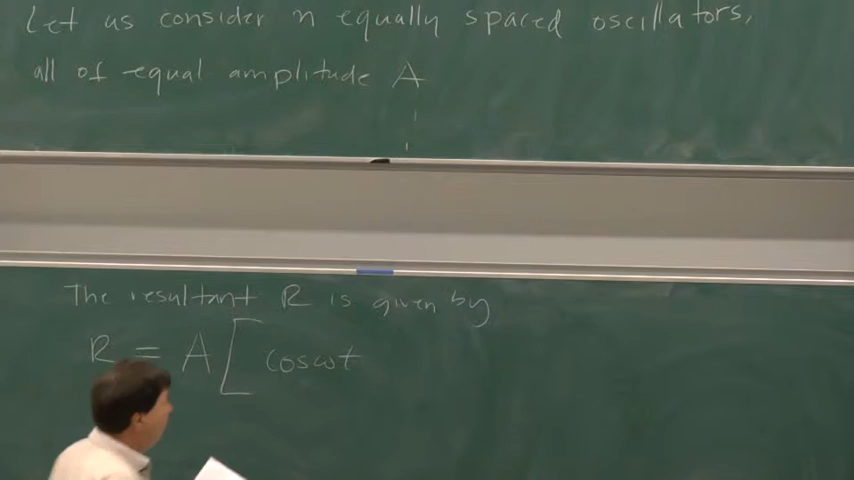 Let us consider n equally spaced oscillators,
all of equal amplitude A
The resultant R is given by
R = A [ cosωt